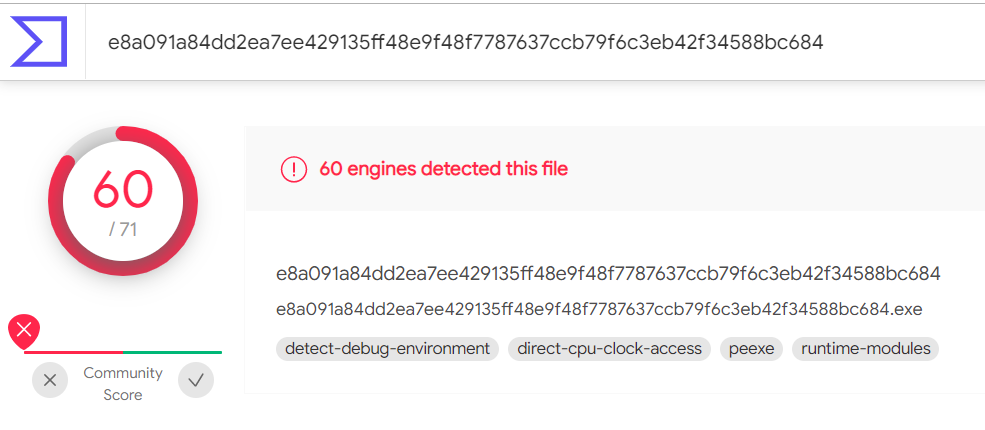 e8a091a84dd2ea7ee429135ff48e9f48f7787637ccb79f6c3eb42f34588bc684
60
/ 71
60 engines detected this file
e8a091a84dd2ea7ee429135ff48e9f48f7787637ccb79f6c3eb42f34588bc684
e8a091a84dd2ea7ee429135ff48e9f48f7787637ccb79f6c3eb42f34588bc684.exe
detect-debug-environment direct-cpu-clock-access peexe runtime-modules
Community
Score